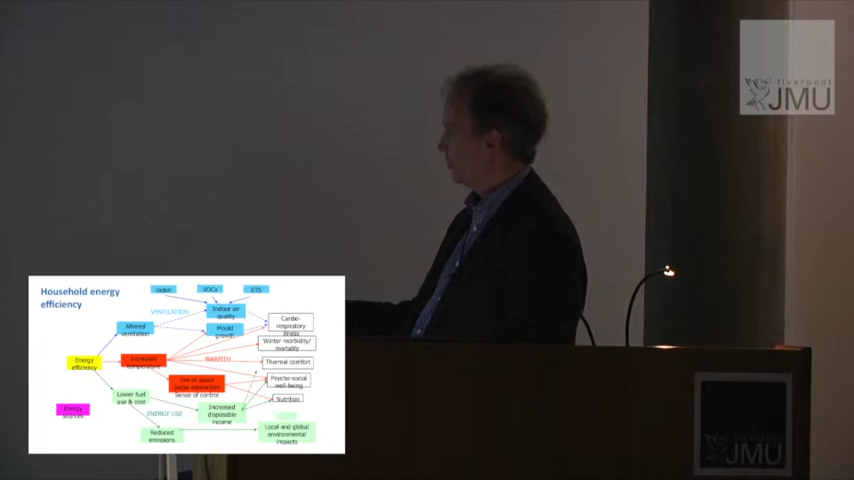 Liverpool
JMU
Household energy
efficiency
radon
VOCs
ETS
VENTILATION
Indoor air
quality
Altered
ventilation
Mould
growth
Cardio-
respiratory
illness
Winter morbidity/
mortality
Energy
efficiency
Increased
temperature
WARMTH
Thermal comfort
Use of space
Social interaction
Sense of control
Psycho-social
well-being
Lower fuel
use & cost
Nutrition
Energy
sources
ENERGY USE
Increased
disposable
income
Reduced
emissions
Local and global
environmental
impacts
JMU